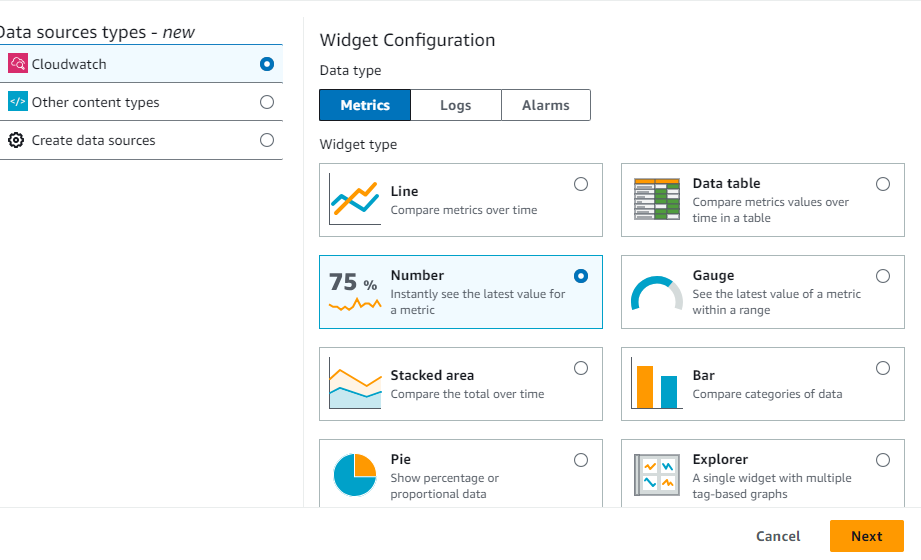 Data sources types - new
Cloudwatch
Other content types
Create data sources
Widget Configuration
Data type
Metrics
Logs
Alarms
Widget type
Line
Compare metrics over time
Data table
Compare metrics values over
time in a table
75 %
Number
Instantly see the latest value for
a metric
Gauge
See the latest value of a metric
within a range
Stacked area
Compare the total over time
Bar
Compare categories of data
Pie
Show percentage or
proportional data
Explorer
A single widget with multiple
tag-based graphs
Cancel
Next